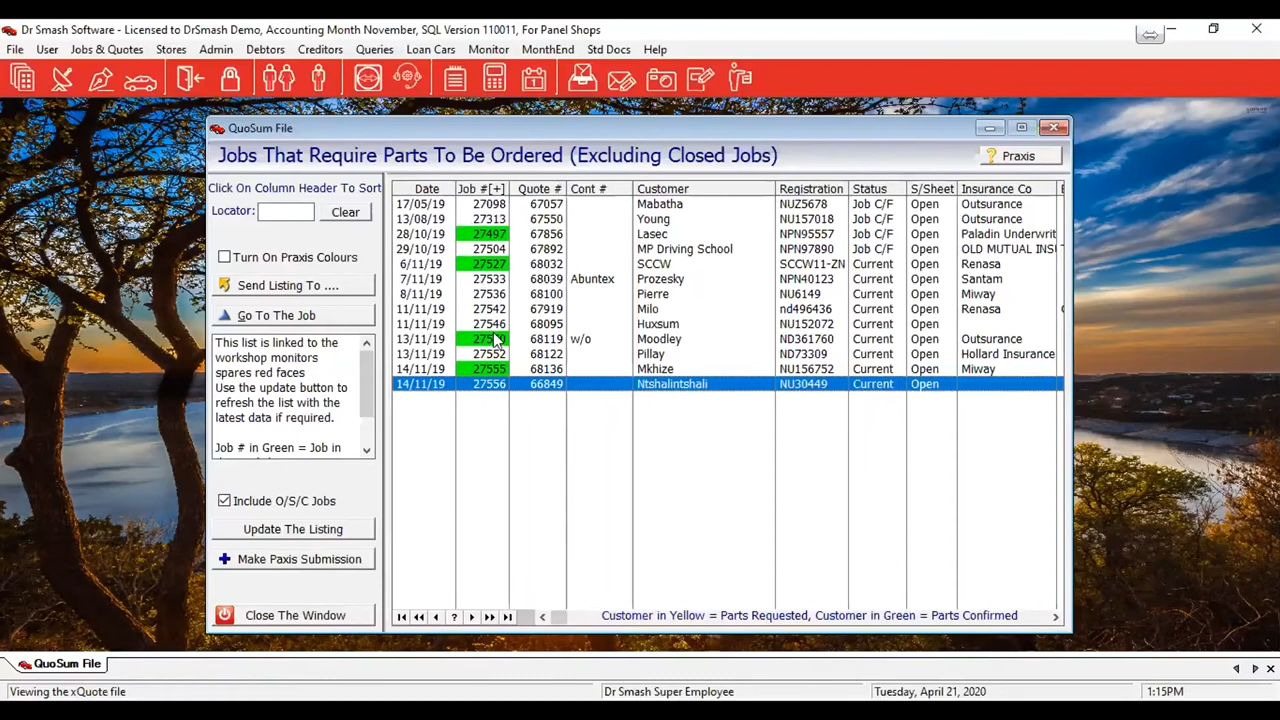 Dr Smash Software - Licensed to DrSmash Demo, Accounting Month November, SQL Version 110011, For Panel Shops
File User Jobs & Quotes Stores Admin Debtors Creditors Queries Loan Cars Monitor MonthEnd Std Docs Help
QuoSum File
Jobs That Require Parts To Be Ordered (Excluding Closed Jobs)
Praxis
Click On Column Header To Sort
Locator:
Clear
Turn On Praxis Colours
Send Listing To ....
Go To The Job
This list is linked to the
workshop monitors
spares red faces
Use the update button to
refresh the list with the
latest data if required.
Job # in Green = Job in
Include O/S/C Jobs
Update The Listing
Make Paxis Submission
Close The Window
Date Job #[+] Quote # Cont # Customer Registration Status S/Sheet Insurance Co
17/05/19 27098 67057 Mabatha NUZ5678 Job C/F Open Outsurance
13/08/19 27313 67550 Young NU157018 Job C/F Open Outsurance
28/10/19 27497 67856 Lasec NPN95557 Job C/F Open Paladin Underwrit
29/10/19 27504 67892 MP Driving School NPN97890 Job C/F Open OLD MUTUAL INS
6/11/19 27527 68032 SCCW SCCW11-ZN Current Open Renasa
7/11/19 27533 68039 Abuntex Prozesky NPN40123 Current Open Santam
8/11/19 27536 68100 Pierre NU6149 Current Open Miway
11/11/19 27542 67919 Milo nd496436 Current Open Renasa
11/11/19 27546 68095 Huxsum NU152072 Current Open
13/11/19 68119 w/o Moodley ND361760 Current Open Outsurance
13/11/19 27552 68122 Pillay ND73309 Current Open Hollard Insurance
14/11/19 27555 68136 Mkhize NU156752 Current Open Miway
14/11/19 27556 66849 Ntshalintshali NU30449 Current Open
Customer in Yellow = Parts Requested, Customer in Green = Parts Confirmed
QuoSum File
Viewing the xQuote file Dr Smash Super Employee Tuesday, April 21, 2020 1:15PM